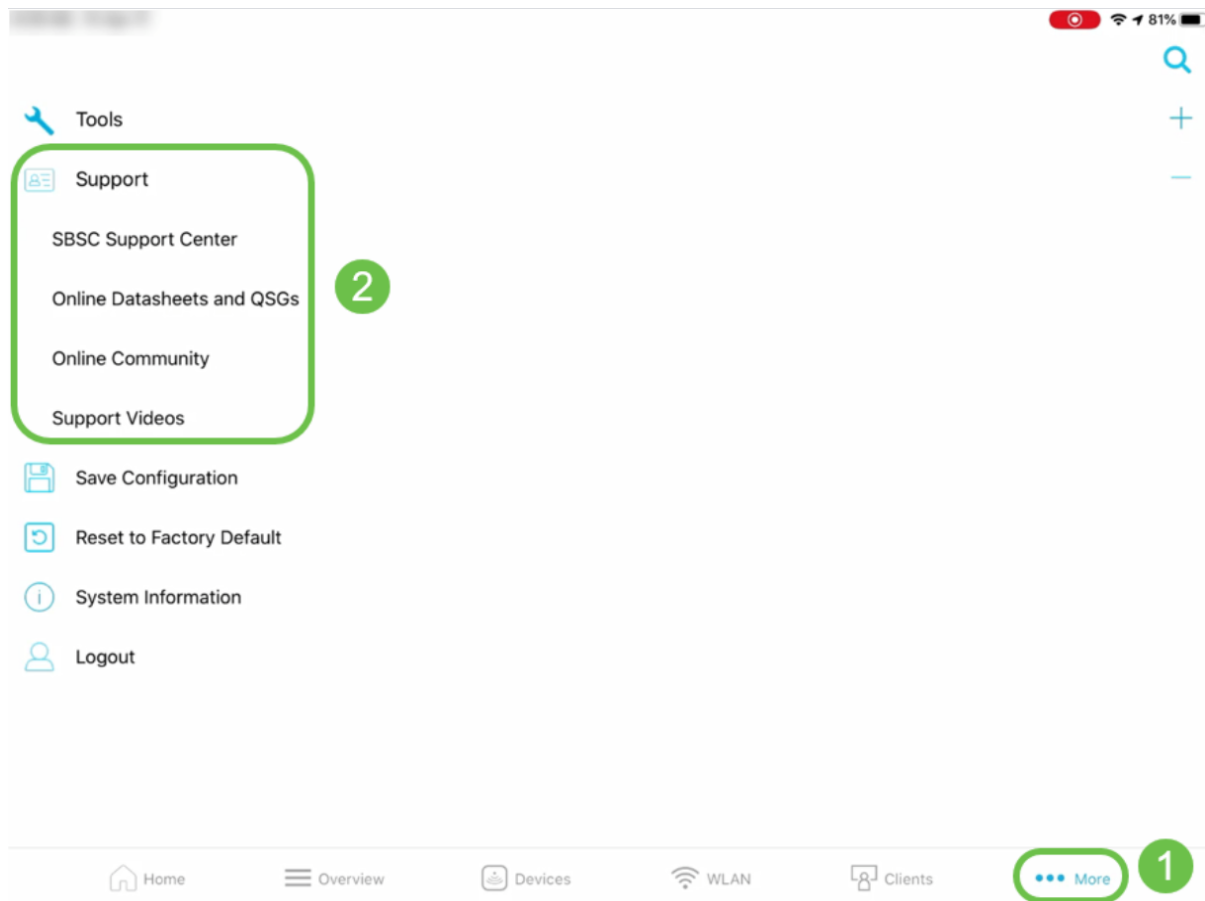 81%
Tools
Support
SBSC Support Center
Online Datasheets and QSGs
2
Online Community
Support Videos
Save Configuration
Reset to Factory Default
System Information
Logout
Home Overview Devices WLAN Clients More 1